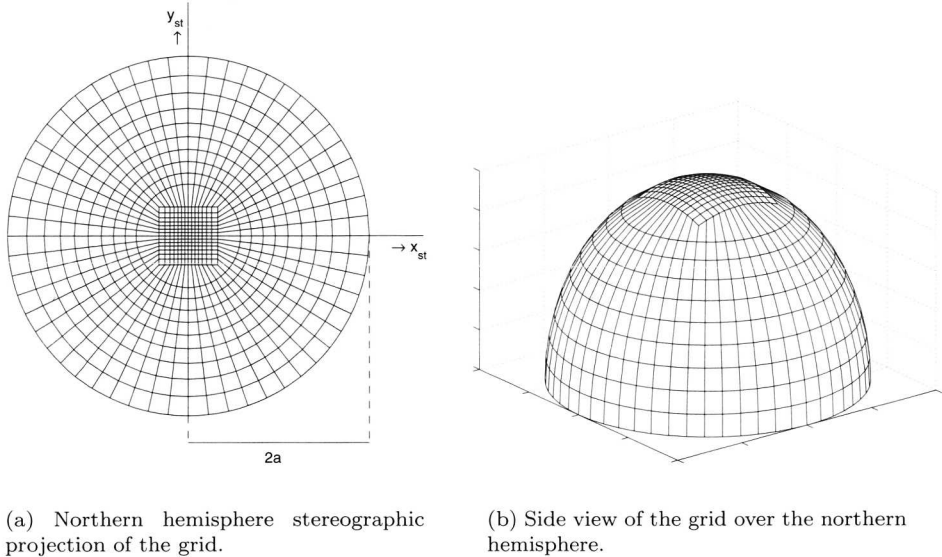 y_st
↑
→ x_st
2a
(a) Northern hemisphere stereographic
projection of the grid.
(b) Side view of the grid over the northern
hemisphere.